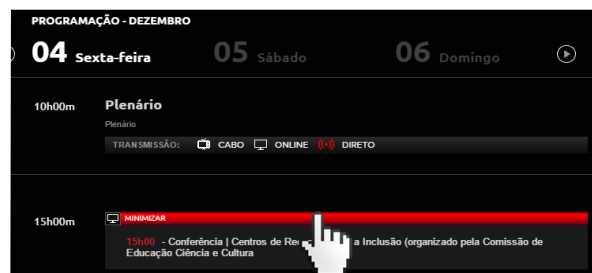 PROGRAMAÇÃO - DEZEMBRO
04 Sexta-feira 05 Sábado 06 Domingo
10h00m Plenário
Plenário
TRANSMISSÃO: CABO ONLINE DIRETO
15h00m MINIMIZAR
15h00 - Conferência | Centros de a Inclusão (organizado pela Comissão de
Educação Ciência e Cultura